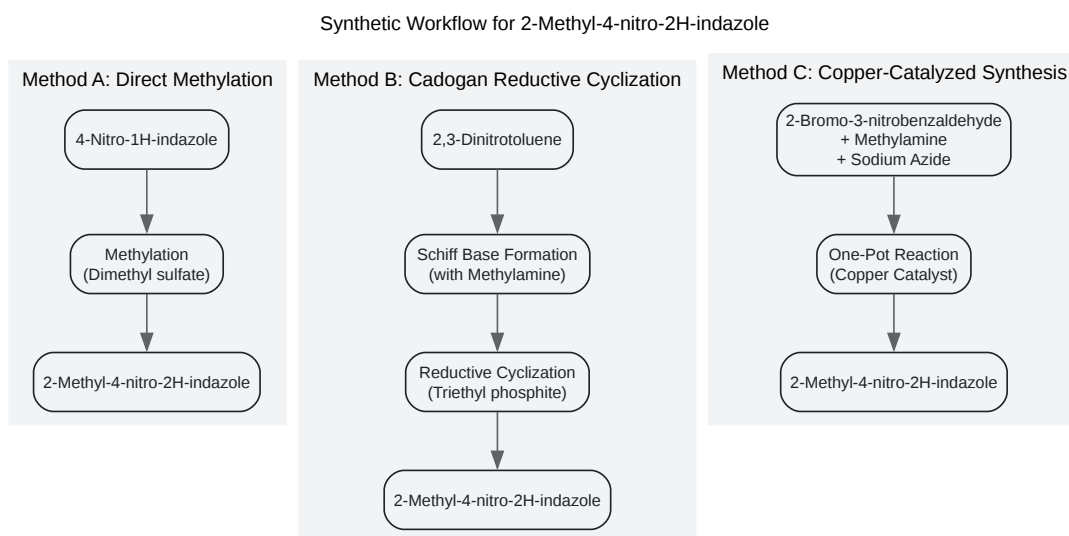 Synthetic Workflow for 2-Methyl-4-nitro-2H-indazole
Method A: Direct Methylation
4-Nitro-1H-indazole
Methylation
(Dimethyl sulfate)
2-Methyl-4-nitro-2H-indazole
Method B: Cadogan Reductive Cyclization
2,3-Dinitrotoluene
Schiff Base Formation
(with Methylamine)
Reductive Cyclization
(Triethyl phosphite)
2-Methyl-4-nitro-2H-indazole
Method C: Copper-Catalyzed Synthesis
2-Bromo-3-nitrobenzaldehyde
+ Methylamine
+ Sodium Azide
One-Pot Reaction
(Copper Catalyst)
2-Methyl-4-nitro-2H-indazole